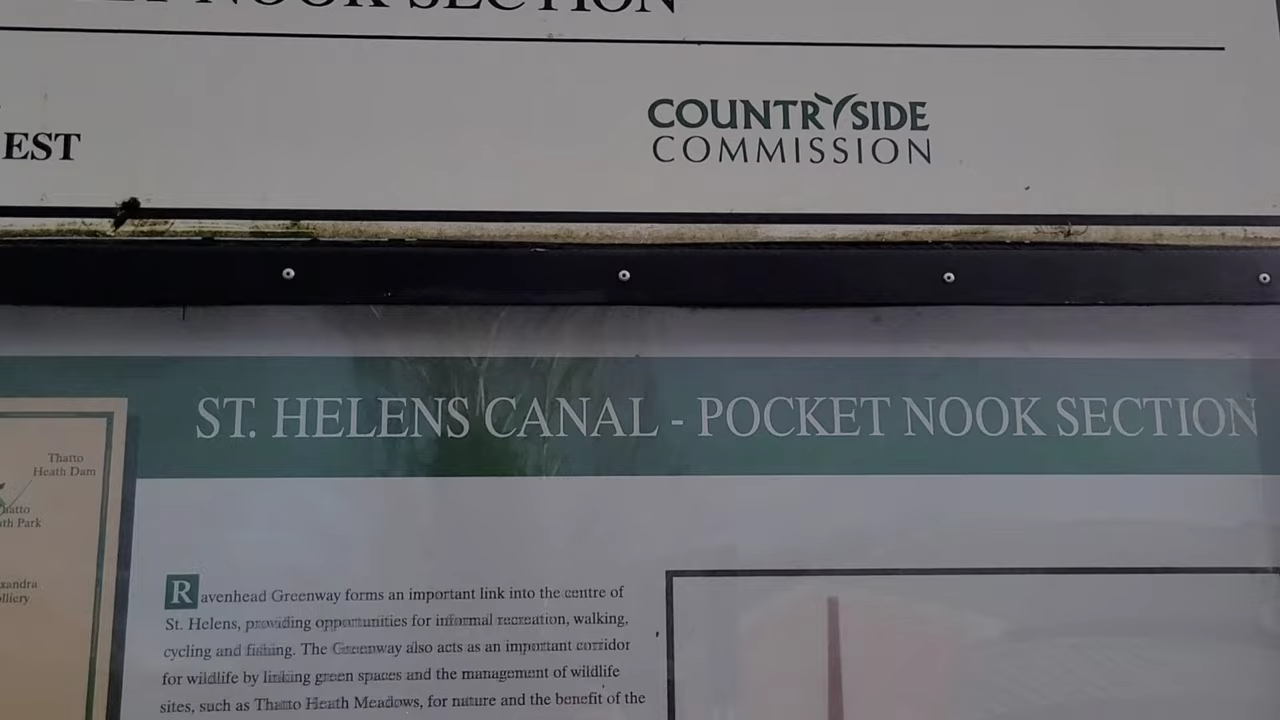 NOOK SECTION
EST
COUNTRYSIDE
COMMISSION
ST. HELENS CANAL - POCKET NOOK SECTION
Thatto
Heath Dam
Park
Ravenhead Greenway forms an important link into the centre of
St. Helens, providing opportunities for informal recreation, walking,
cycling and fishing. The Greenway also acts as an important corridor
for wildlife by linking green spaces and the management of wildlife
sites, such as Thatto Heath Meadows, for nature and the benefit of the